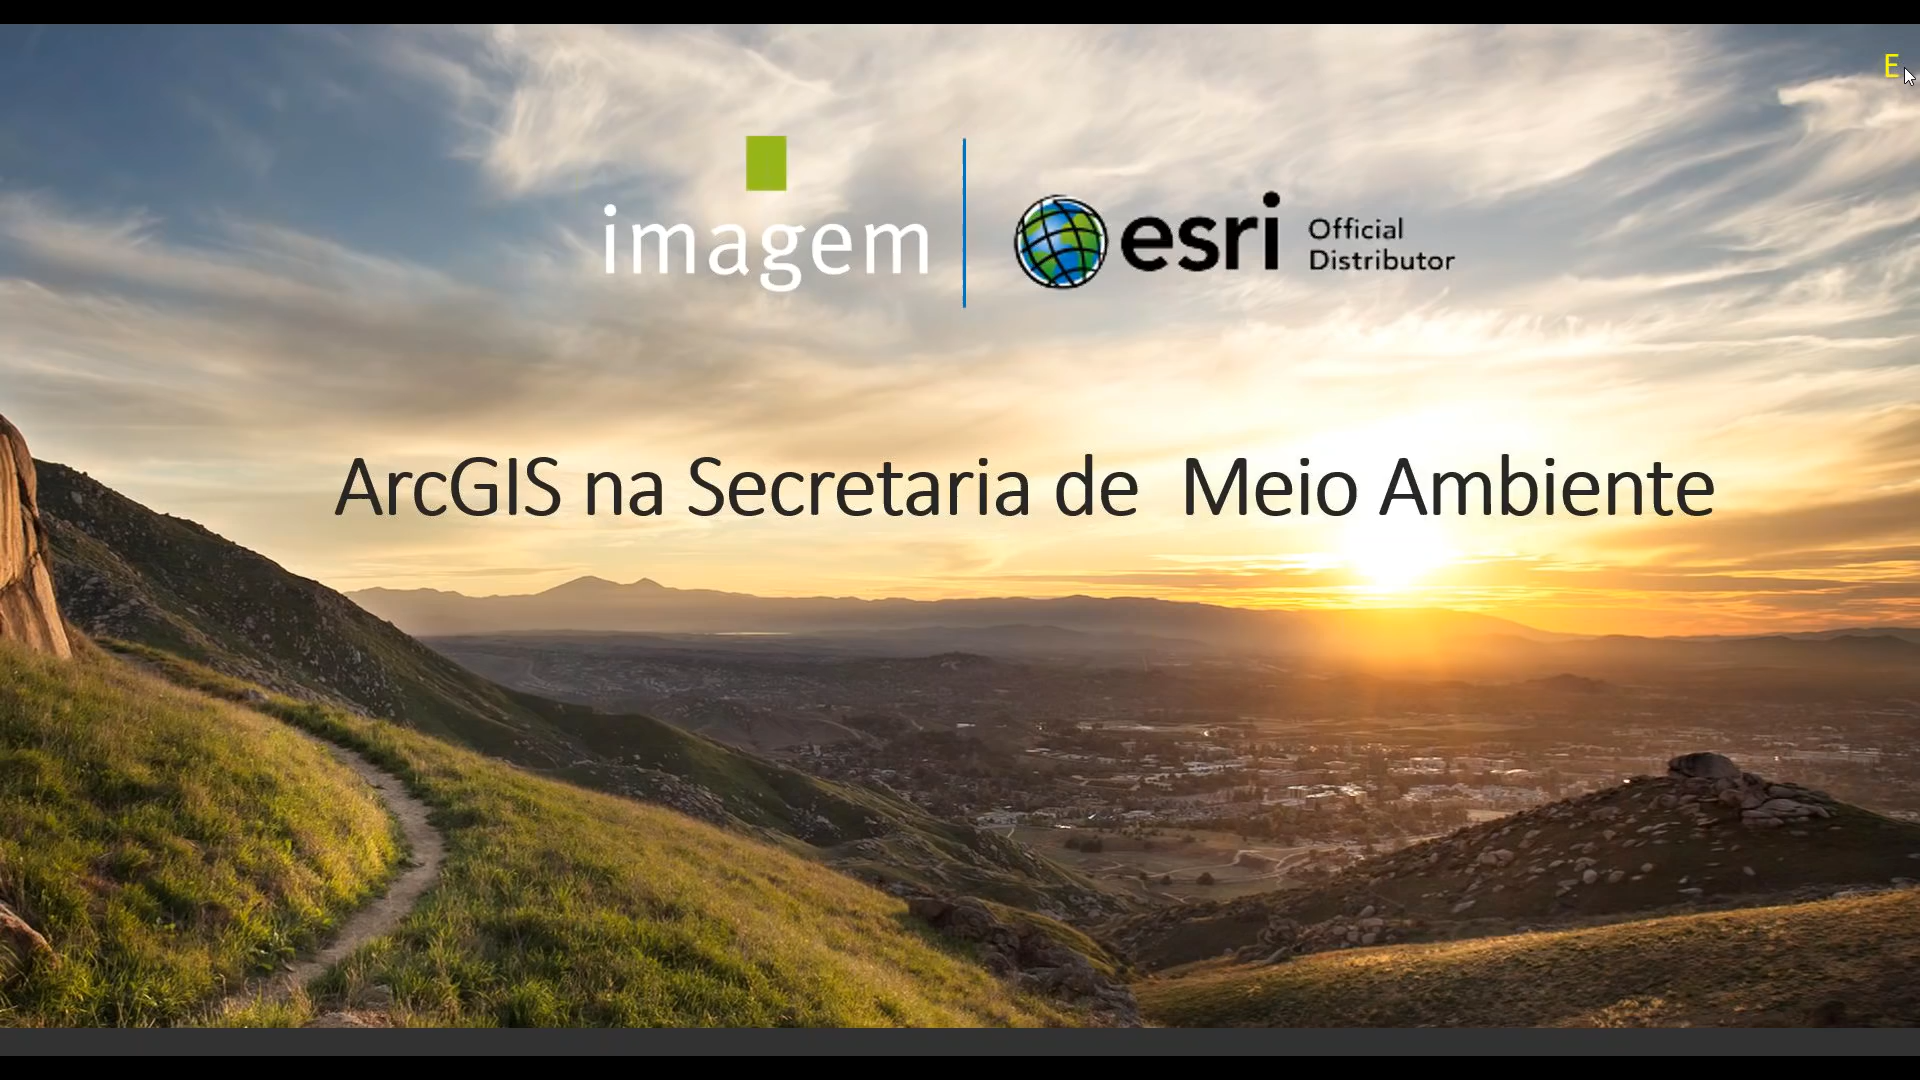 E
imagem
esri Official
Distributor
ArcGIS na Secretaria de  Meio Ambiente